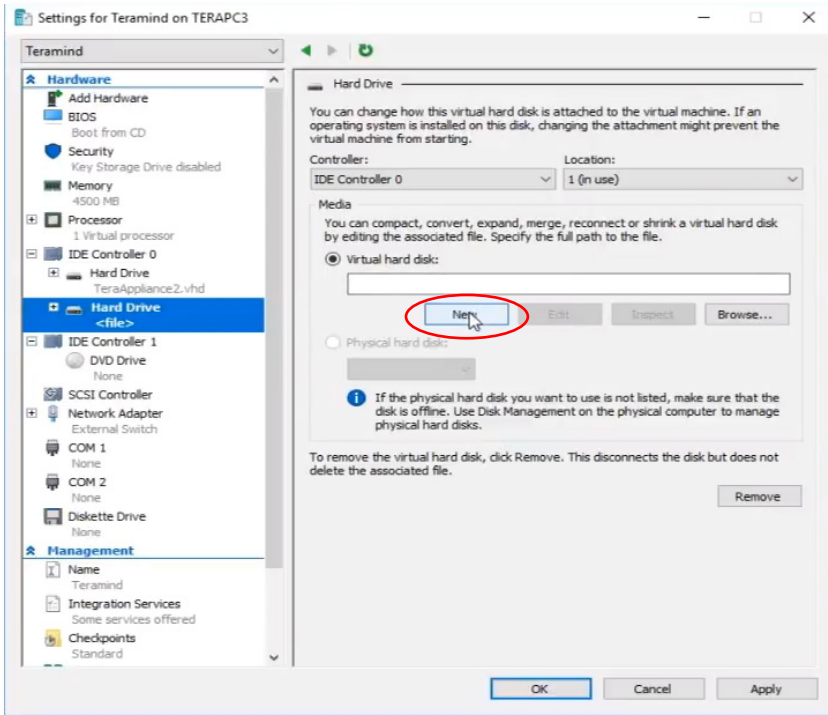 Settings for Teramind on TERAPC3
Teramind
Hardware
Add Hardware
BIOS
Boot from CD
Security
Key Storage Drive disabled
Memory
4500 MB
Processor
1 Virtual processor
IDE Controller 0
Hard Drive
TeraAppliance2.vhd
Hard Drive
<file>
IDE Controller 1
DVD Drive
None
SCSI Controller
Network Adapter
External Switch
COM 1
None
COM 2
None
Diskette Drive
None
Management
Name
Teramind
Integration Services
Some services offered
Checkpoints
Standard
Hard Drive
You can change how this virtual hard disk is attached to the virtual machine. If an
operating system is installed on this disk, changing the attachment might prevent the
virtual machine from starting.
Controller: Location:
IDE Controller 0 1 (in use)
Media
You can compact, convert, expand, merge, reconnect or shrink a virtual hard disk
by editing the associated file. Specify the full path to the file.
Virtual hard disk:
New Edit Inspect Browse...
Physical hard disk:
If the physical hard disk you want to use is not listed, make sure that the
disk is offline. Use Disk Management on the physical computer to manage
physical hard disks.
To remove the virtual hard disk, click Remove. This disconnects the disk but does not
delete the associated file.
Remove
OK Cancel Apply